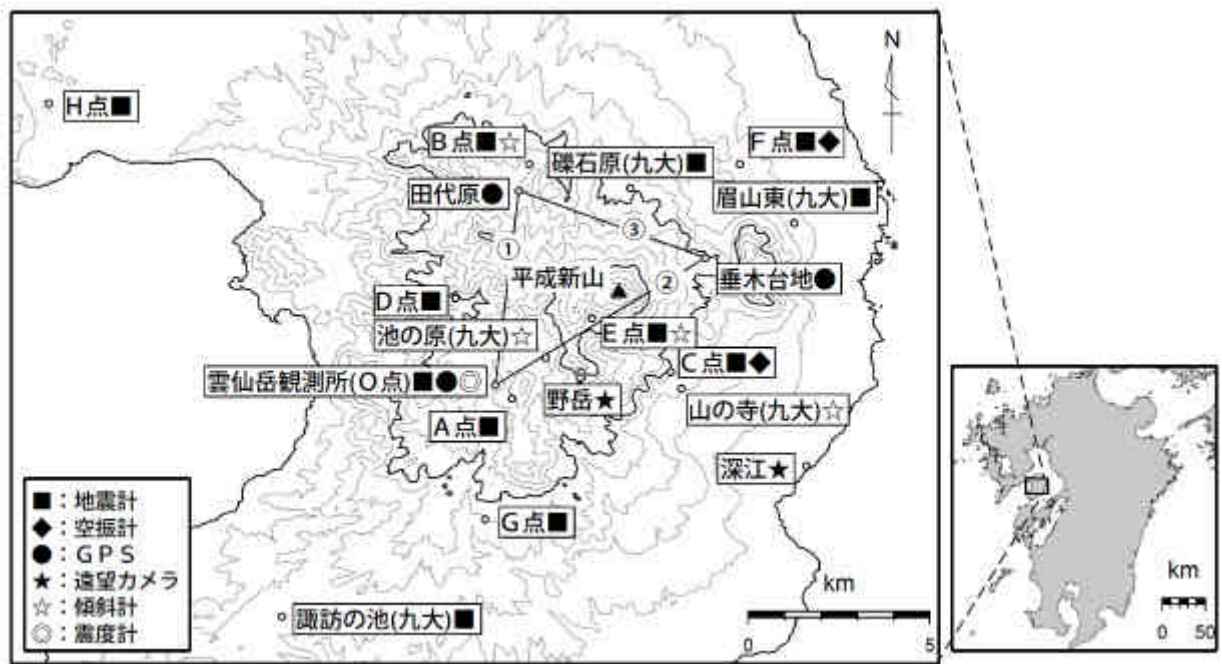 N
H点■
B点■☆
F点■◆
礫石原(九大)■
田代原●
眉山東(九大)■
③
①
平成新山
②
垂木台地●
D点■
池の原(九大)☆
E点■☆
C点■◆
雲仙岳観測所(O点)■●◎
野岳★
山の寺(九大)☆
A点■
深江★
G点■
諏訪の池(九大)■
km
0 5
■：地震計
◆：空振計
●：GPS
★：遠望カメラ
☆：傾斜計
◎：震度計
km
0 50